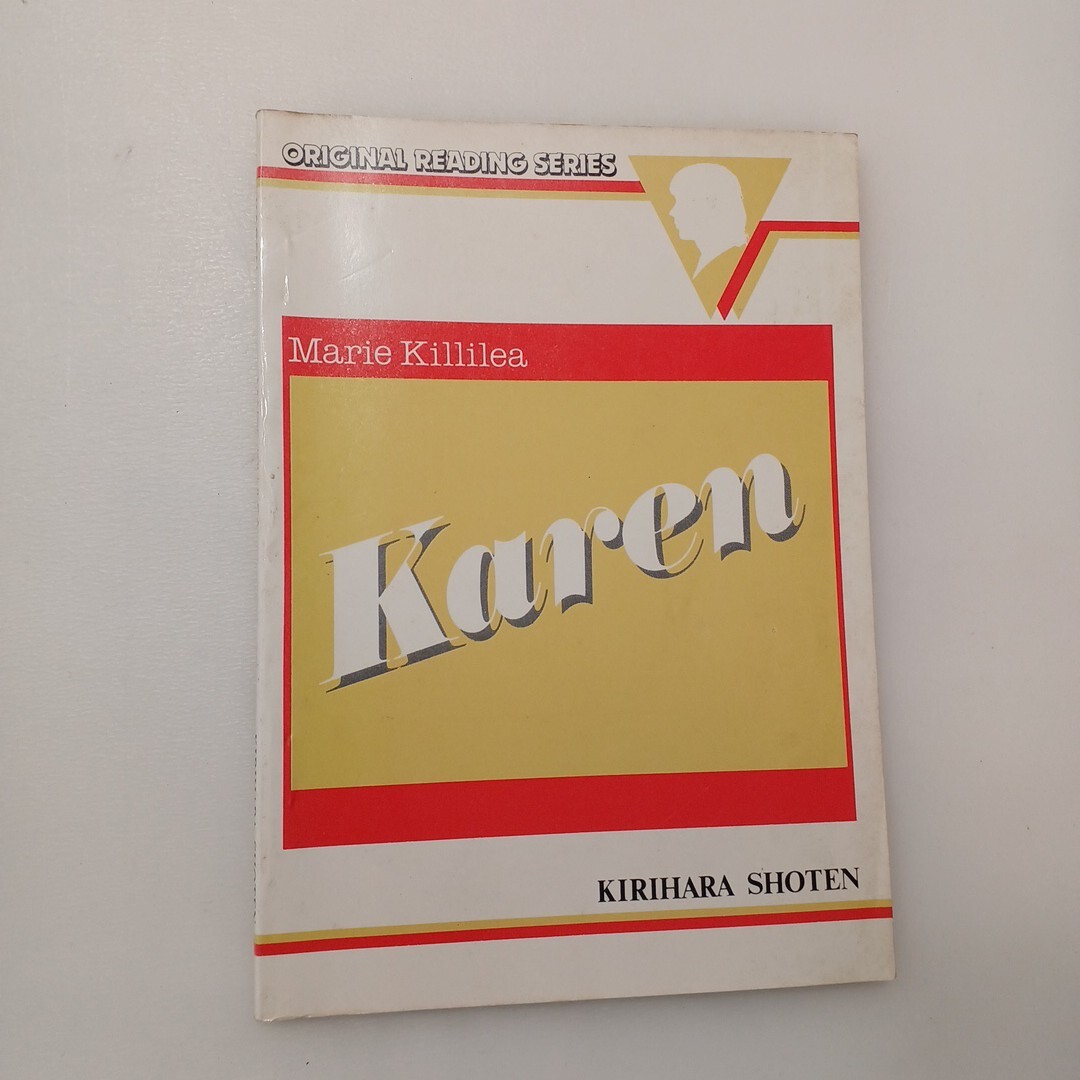 ORIGINAL READING SERIES
Marie Killilea
Karen
KIRIHARA SHOTEN